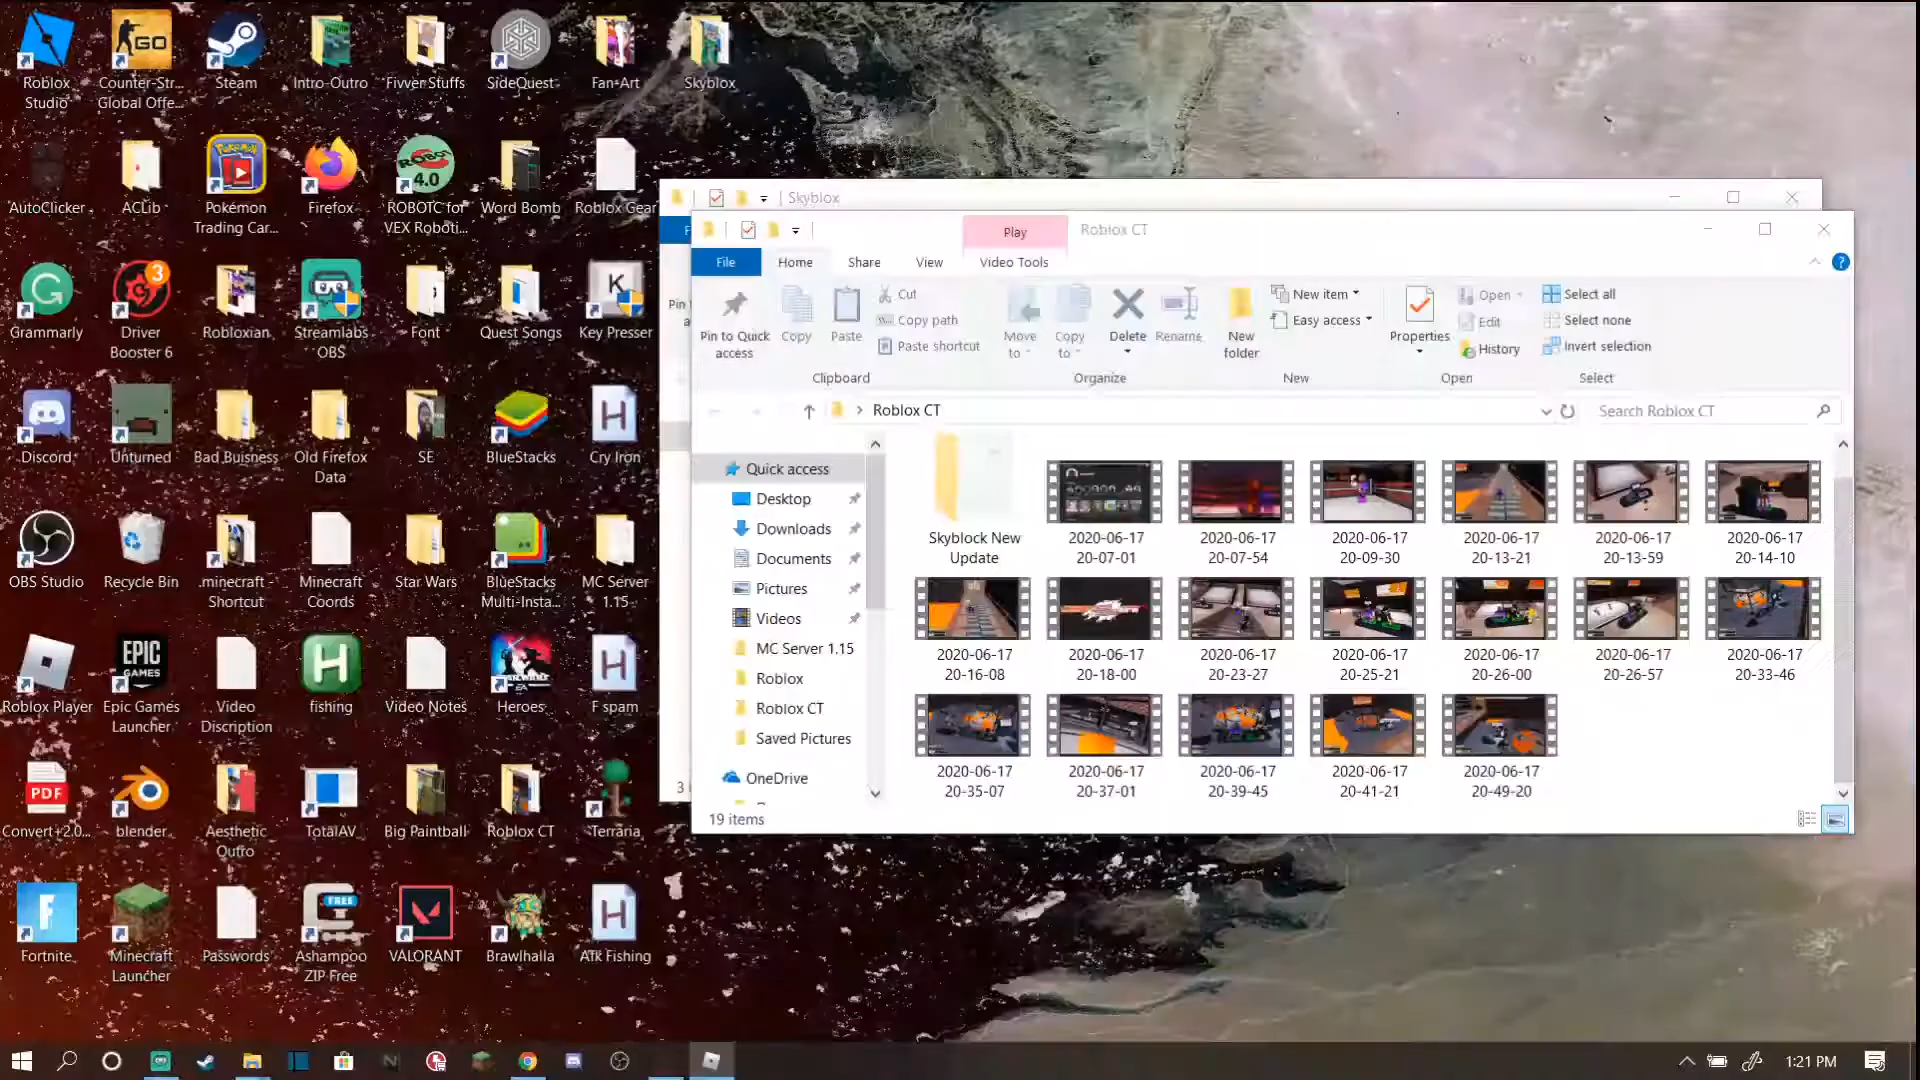 Roblox Studio
Counter-Str... Global Offe...
Steam
Intro-Outro
Fivver Stuffs
SideQuest
Fan-Art
Skyblox
AutoClicker
ACLib
Pokémon Trading Car...
Firefox
ROBOTC for VEX Roboti...
Word Bomb
Roblox Gear
Grammarly
Driver Booster 6
Robloxian
Streamlabs OBS
Font
Quest Songs
Key Presser
Discord
Unturned
Bad Buisness
Old Firefox Data
SE
BlueStacks
Cry Iron
OBS Studio
Recycle Bin
.minecraft - Shortcut
Minecraft Coords
Star Wars
BlueStacks Multi-Insta...
MC Server 1.15
Roblox Player
Epic Games Launcher
Video Discription
fishing
Video Notes
Heroes
F spam
Convert+2.0...
blender
Aesthetic Outro
TotalAV
Big Paintball
Roblox CT
Terraria
Fortnite
Minecraft Launcher
Passwords
Ashampoo ZIP Free
VALORANT
Brawlhalla
Atk Fishing
Skyblox
Play
Roblox CT
File
Home
Share
View
Video Tools
Pin to Quick access
Copy
Paste
Cut
Copy path
Paste shortcut
Clipboard
Move to
Copy to
Delete
Rename
Organize
New folder
New item
Easy access
New
Properties
Open
Edit
History
Open
Select all
Select none
Invert selection
Select
Roblox CT
Search Roblox CT
Quick access
Desktop
Downloads
Documents
Pictures
Videos
MC Server 1.15
Roblox
Roblox CT
Saved Pictures
OneDrive
Skyblock New Update
2020-06-17 20-07-01
2020-06-17 20-07-54
2020-06-17 20-09-30
2020-06-17 20-13-21
2020-06-17 20-13-59
2020-06-17 20-14-10
2020-06-17 20-16-08
2020-06-17 20-18-00
2020-06-17 20-23-27
2020-06-17 20-25-21
2020-06-17 20-26-00
2020-06-17 20-26-57
2020-06-17 20-33-46
2020-06-17 20-35-07
2020-06-17 20-37-01
2020-06-17 20-39-45
2020-06-17 20-41-21
2020-06-17 20-49-20
19 items
1:21 PM